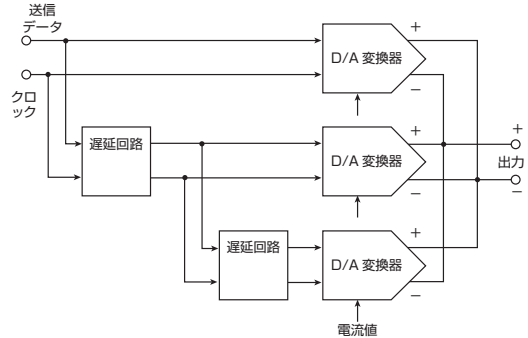 送信
データ
クロ
ック
遅延回路
遅延回路
D/A 変換器
+
−
D/A 変換器
+
−
D/A 変換器
+
−
電流値
+
出力
−